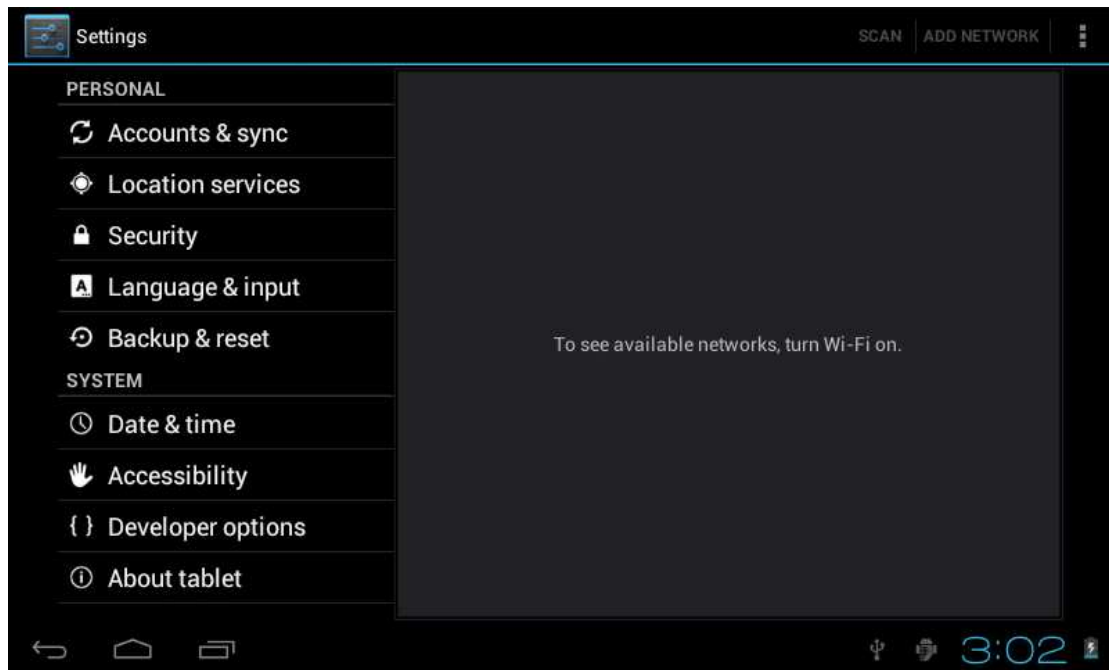 Settings
SCAN
ADD NETWORK
PERSONAL
Accounts & sync
Location services
Security
Language & input
Backup & reset
To see available networks, turn Wi-Fi on.
SYSTEM
Date & time
Accessibility
{ } Developer options
About tablet
3:02